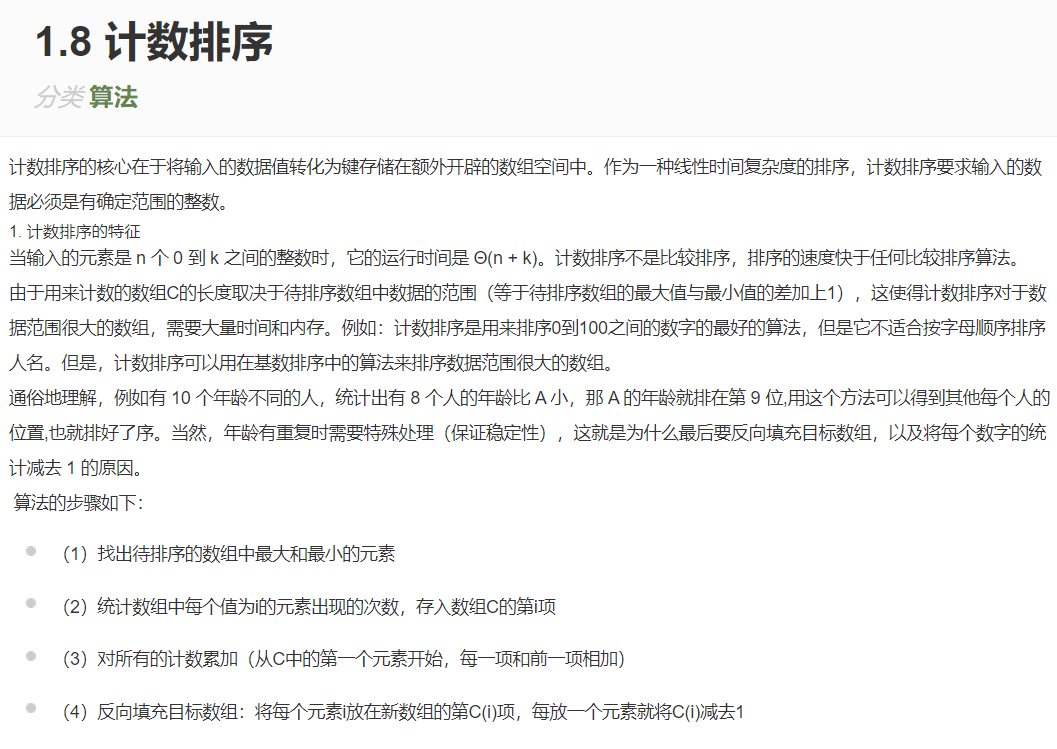 1.8 计数排序
分类 算法
计数排序的核心在于将输入的数据值转化为键存储在额外开辟的数组空间中。作为一种线性时间复杂度的排序，计数排序要求输入的数
据必须是有确定范围的整数。
1. 计数排序的特征
当输入的元素是 n 个 0 到 k 之间的整数时，它的运行时间是 Θ(n + k)。计数排序不是比较排序，排序的速度快于任何比较排序算法。
由于用来计数的数组C的长度取决于待排序数组中数据的范围（等于待排序数组的最大值与最小值的差加上1），这使得计数排序对于数
据范围很大的数组，需要大量时间和内存。例如：计数排序是用来排序0到100之间的数字的最好的算法，但是它不适合按字母顺序排序
人名。但是，计数排序可以用在基数排序中的算法来排序数据范围很大的数组。
通俗地理解，例如有 10 个年龄不同的人，统计出有 8 个人的年龄比 A 小，那 A 的年龄就排在第 9 位,用这个方法可以得到其他每个人的
位置,也就排好了序。当然，年龄有重复时需要特殊处理（保证稳定性），这就是为什么最后要反向填充目标数组，以及将每个数字的统
计减去 1 的原因。
算法的步骤如下：
（1）找出待排序的数组中最大和最小的元素
（2）统计数组中每个值为i的元素出现的次数，存入数组C的第i项
（3）对所有的计数累加（从C中的第一个元素开始，每一项和前一项相加）
（4）反向填充目标数组：将每个元素i放在新数组的第C(i)项，每放一个元素就将C(i)减去1